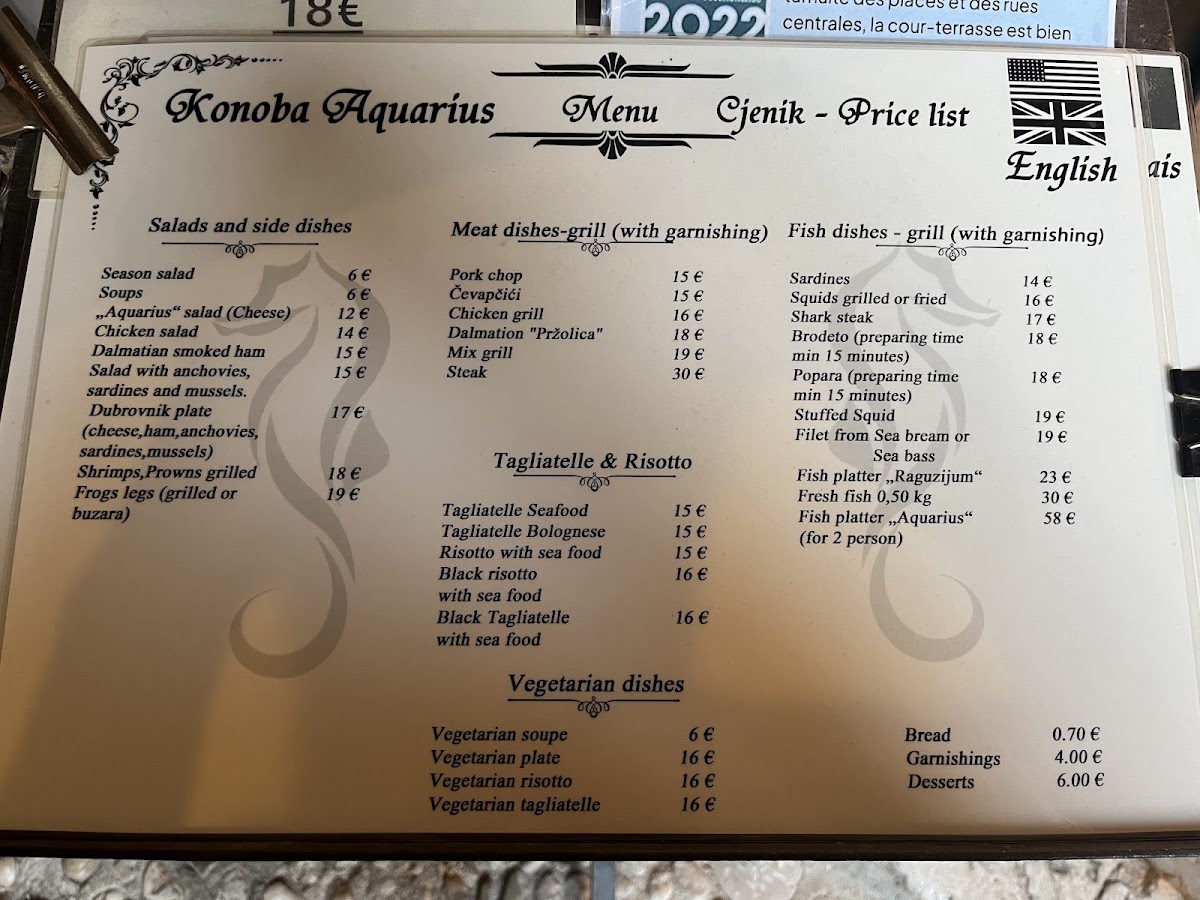 18€
2022
centrales, la cour-terrasse est bien
Konoba Aquarius
Menu
Cjenik - Price list
English
ais
Salads and side dishes
Season salad 6 €
Soups 6 €
„Aquarius“ salad (Cheese) 12 €
Chicken salad 14 €
Dalmatian smoked ham 15 €
Salad with anchovies, 15 €
sardines and mussels.
Dubrovnik plate 17 €
(cheese,ham,anchovies,
sardines,mussels)
Shrimps,Prowns grilled 18 €
Frogs legs (grilled or 19 €
buzara)
Meat dishes-grill (with garnishing)
Pork chop 15 €
Čevapčići 15 €
Chicken grill 16 €
Dalmation "Pržolica" 18 €
Mix grill 19 €
Steak 30 €
Tagliatelle & Risotto
Tagliatelle Seafood 15 €
Tagliatelle Bolognese 15 €
Risotto with sea food 15 €
Black risotto 16 €
with sea food
Black Tagliatelle 16 €
with sea food
Vegetarian dishes
Vegetarian soupe 6 €
Vegetarian plate 16 €
Vegetarian risotto 16 €
Vegetarian tagliatelle 16 €
Fish dishes - grill (with garnishing)
Sardines 14 €
Squids grilled or fried 16 €
Shark steak 17 €
Brodeto (preparing time 18 €
min 15 minutes)
Popara (preparing time 18 €
min 15 minutes)
Stuffed Squid 19 €
Filet from Sea bream or 19 €
Sea bass
Fish platter „Raguzijum“ 23 €
Fresh fish 0,50 kg 30 €
Fish platter „Aquarius“ 58 €
(for 2 person)
Bread 0.70 €
Garnishings 4.00 €
Desserts 6.00 €